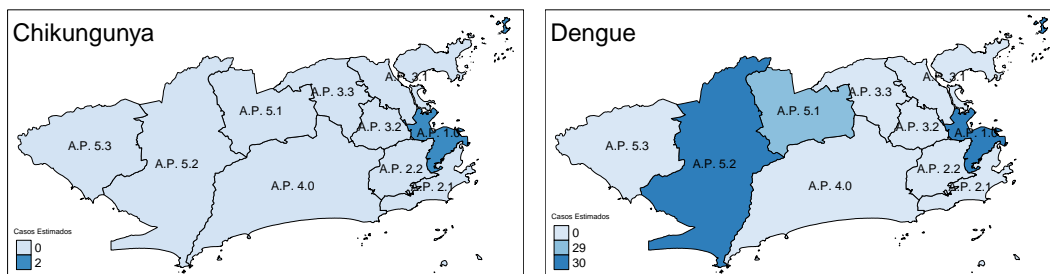 Chikungunya
A.P. 3.1
A.P. 3.3
A.P. 5.1
A.P. 3.2
A.P. 1.0
A.P. 5.3
A.P. 5.2
A.P. 2.2
A.P. 4.0
A.P. 2.1
Casos Estimados
0
2
Dengue
A.P. 3.1
A.P. 3.3
A.P. 5.1
A.P. 3.2
A.P. 1.0
A.P. 5.3
A.P. 5.2
A.P. 2.2
A.P. 4.0
A.P. 2.1
Casos Estimados
0
29
30